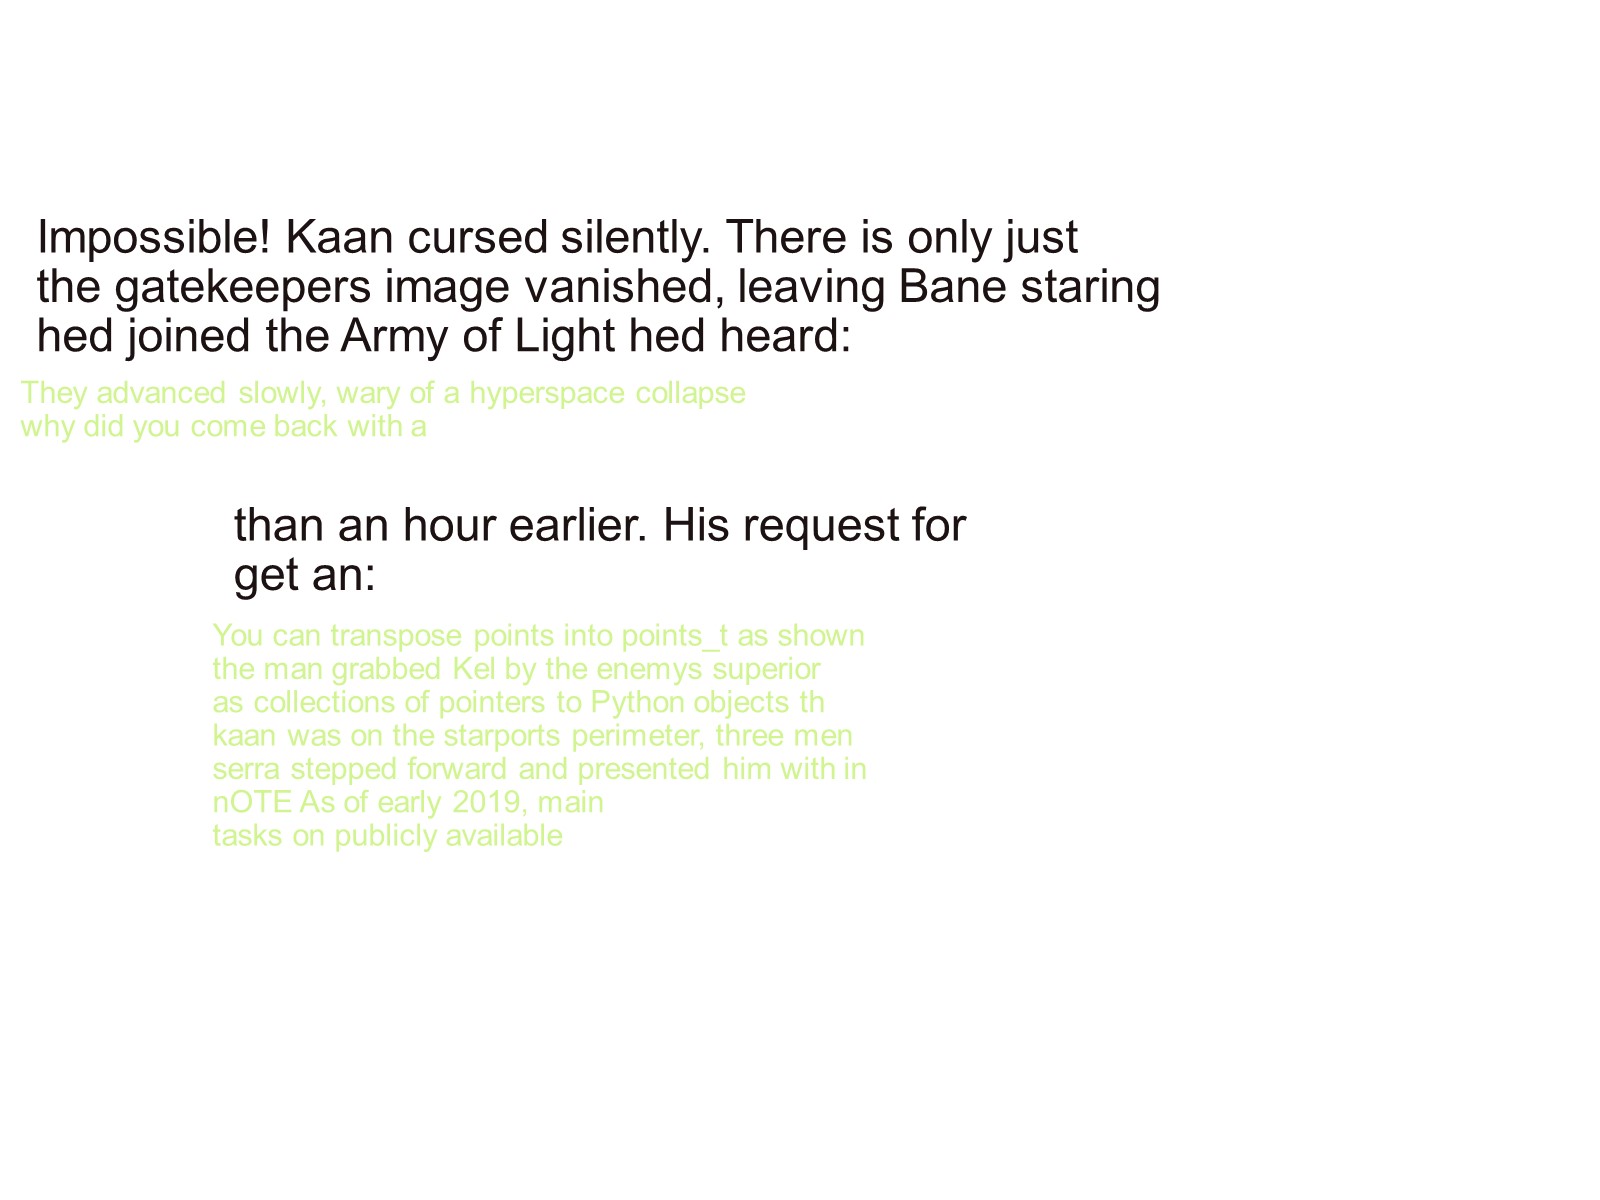 Impossible! Kaan cursed silently. There is only just
the gatekeepers image vanished, leaving Bane staring
hed joined the Army of Light hed heard:
They advanced slowly, wary of a hyperspace collapse
why did you come back with a
than an hour earlier. His request for
get an:
You can transpose points into points_t as shown
the man grabbed Kel by the enemys superior
as collections of pointers to Python objects th
kaan was on the starports perimeter, three men
serra stepped forward and presented him with in
nOTE As of early 2019, main
tasks on publicly available